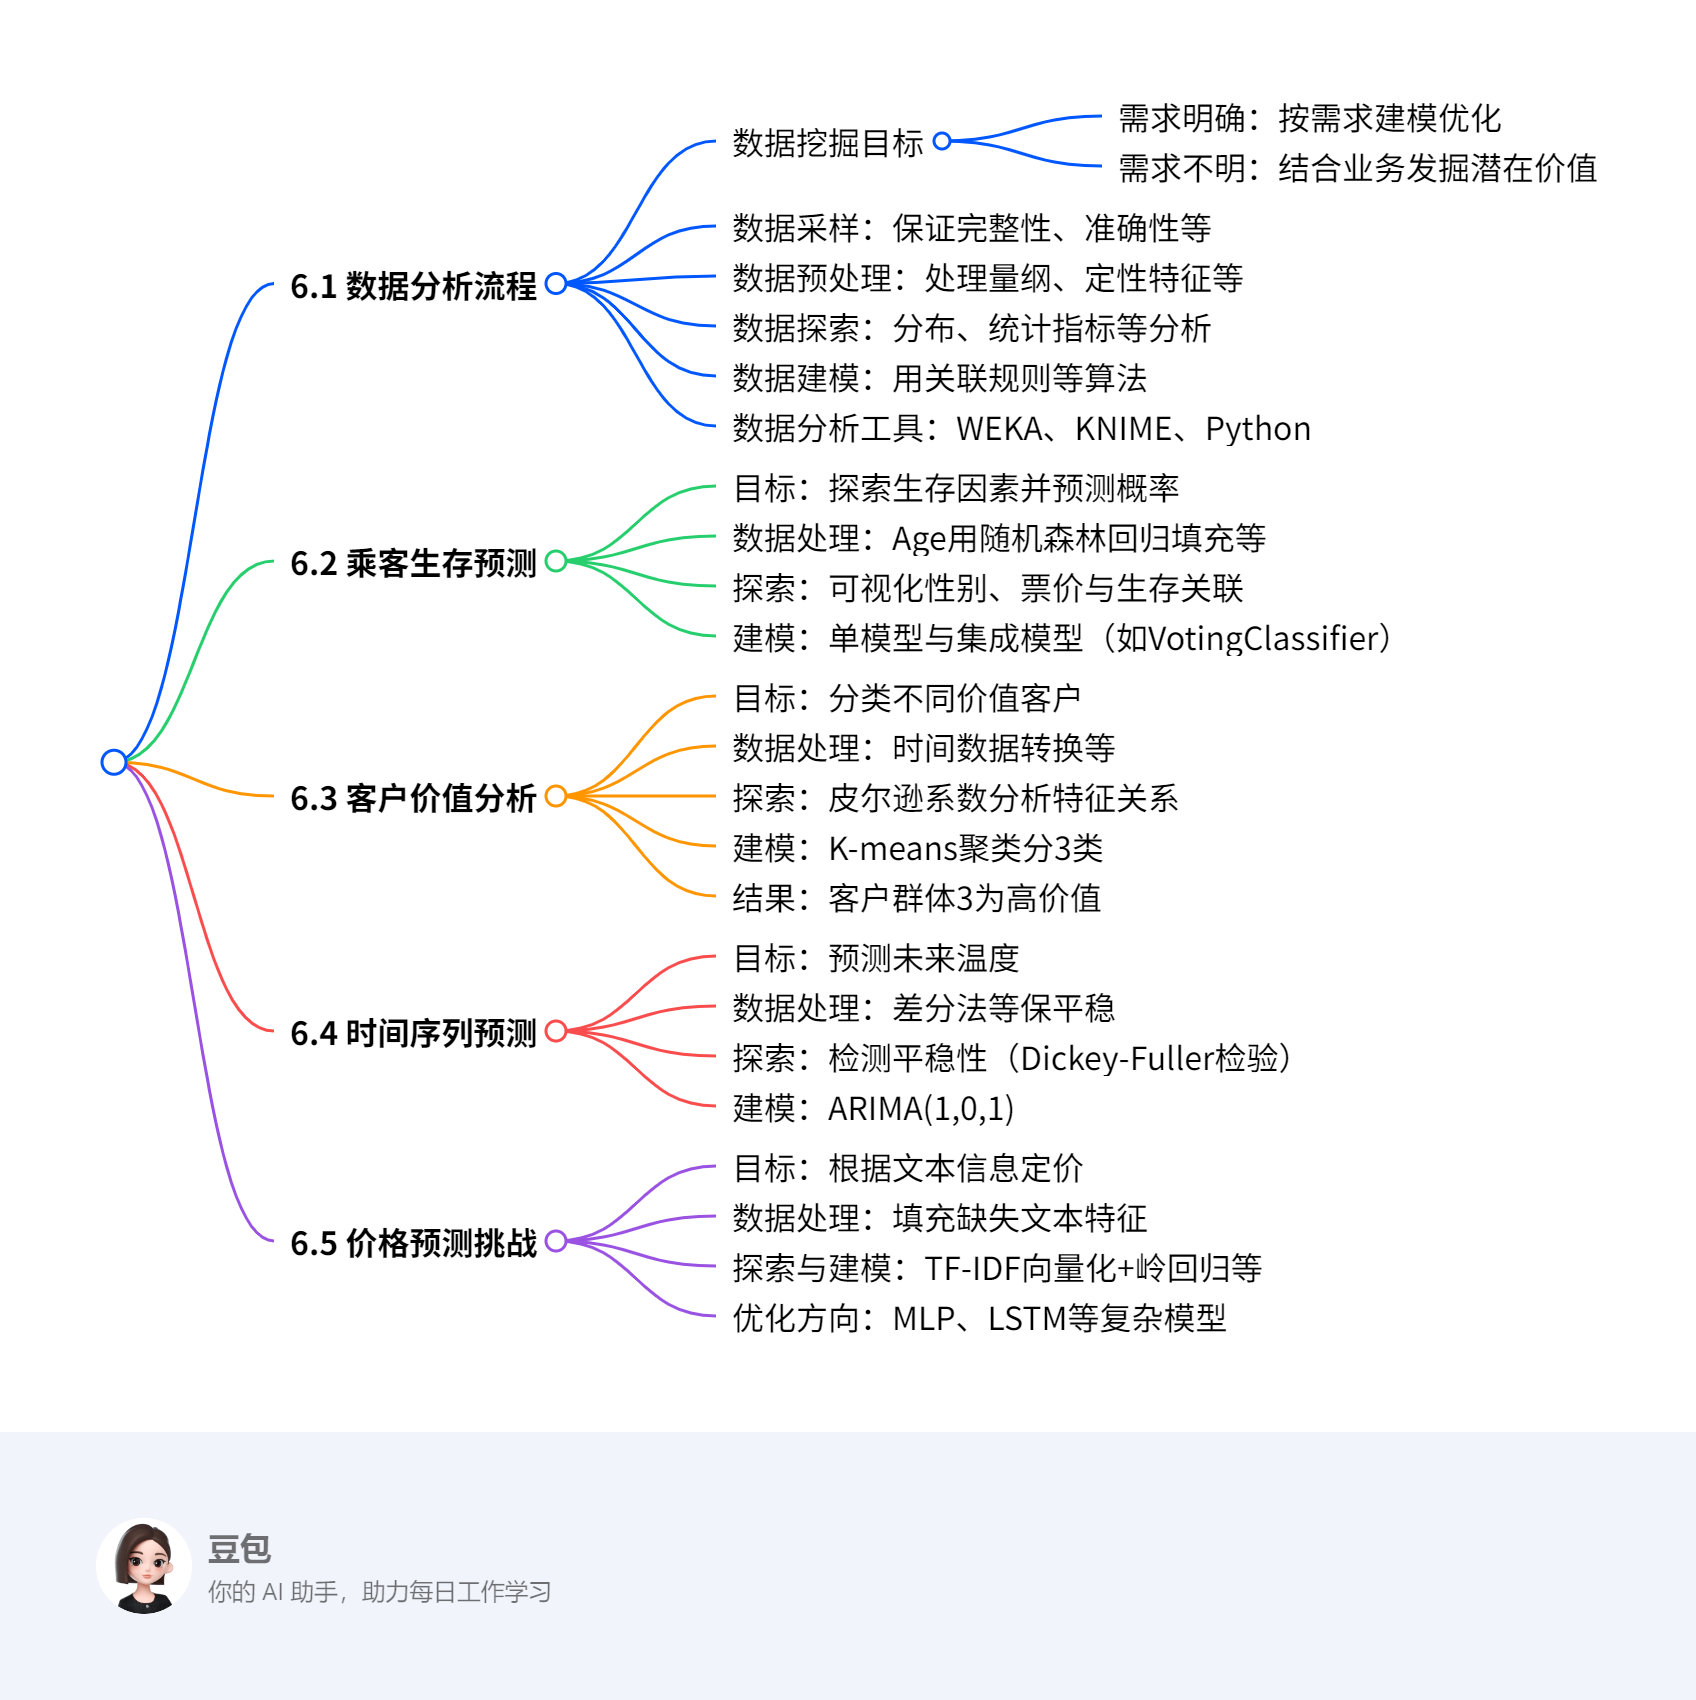 需求明确：按需求建模优化
数据挖掘目标
需求不明：结合业务发掘潜在价值
数据采样：保证完整性、准确性等
6.1 数据分析流程
数据预处理：处理量纲、定性特征等
数据探索：分布、统计指标等分析
数据建模：用关联规则等算法
数据分析工具：WEKA、KNIME、Python
目标：探索生存因素并预测概率
6.2 乘客生存预测
数据处理：Age用随机森林回归填充等
探索：可视化性别、票价与生存关联
建模：单模型与集成模型（如VotingClassifier）
目标：分类不同价值客户
数据处理：时间数据转换等
6.3 客户价值分析
探索：皮尔逊系数分析特征关系
建模：K-means聚类分3类
结果：客户群体3为高价值
目标：预测未来温度
数据处理：差分法等保平稳
6.4 时间序列预测
探索：检测平稳性（Dickey-Fuller检验）
建模：ARIMA(1,0,1)
目标：根据文本信息定价
数据处理：填充缺失文本特征
6.5 价格预测挑战
探索与建模：TF-IDF向量化+岭回归等
优化方向：MLP、LSTM等复杂模型
豆包
你的 AI 助手，助力每日工作学习